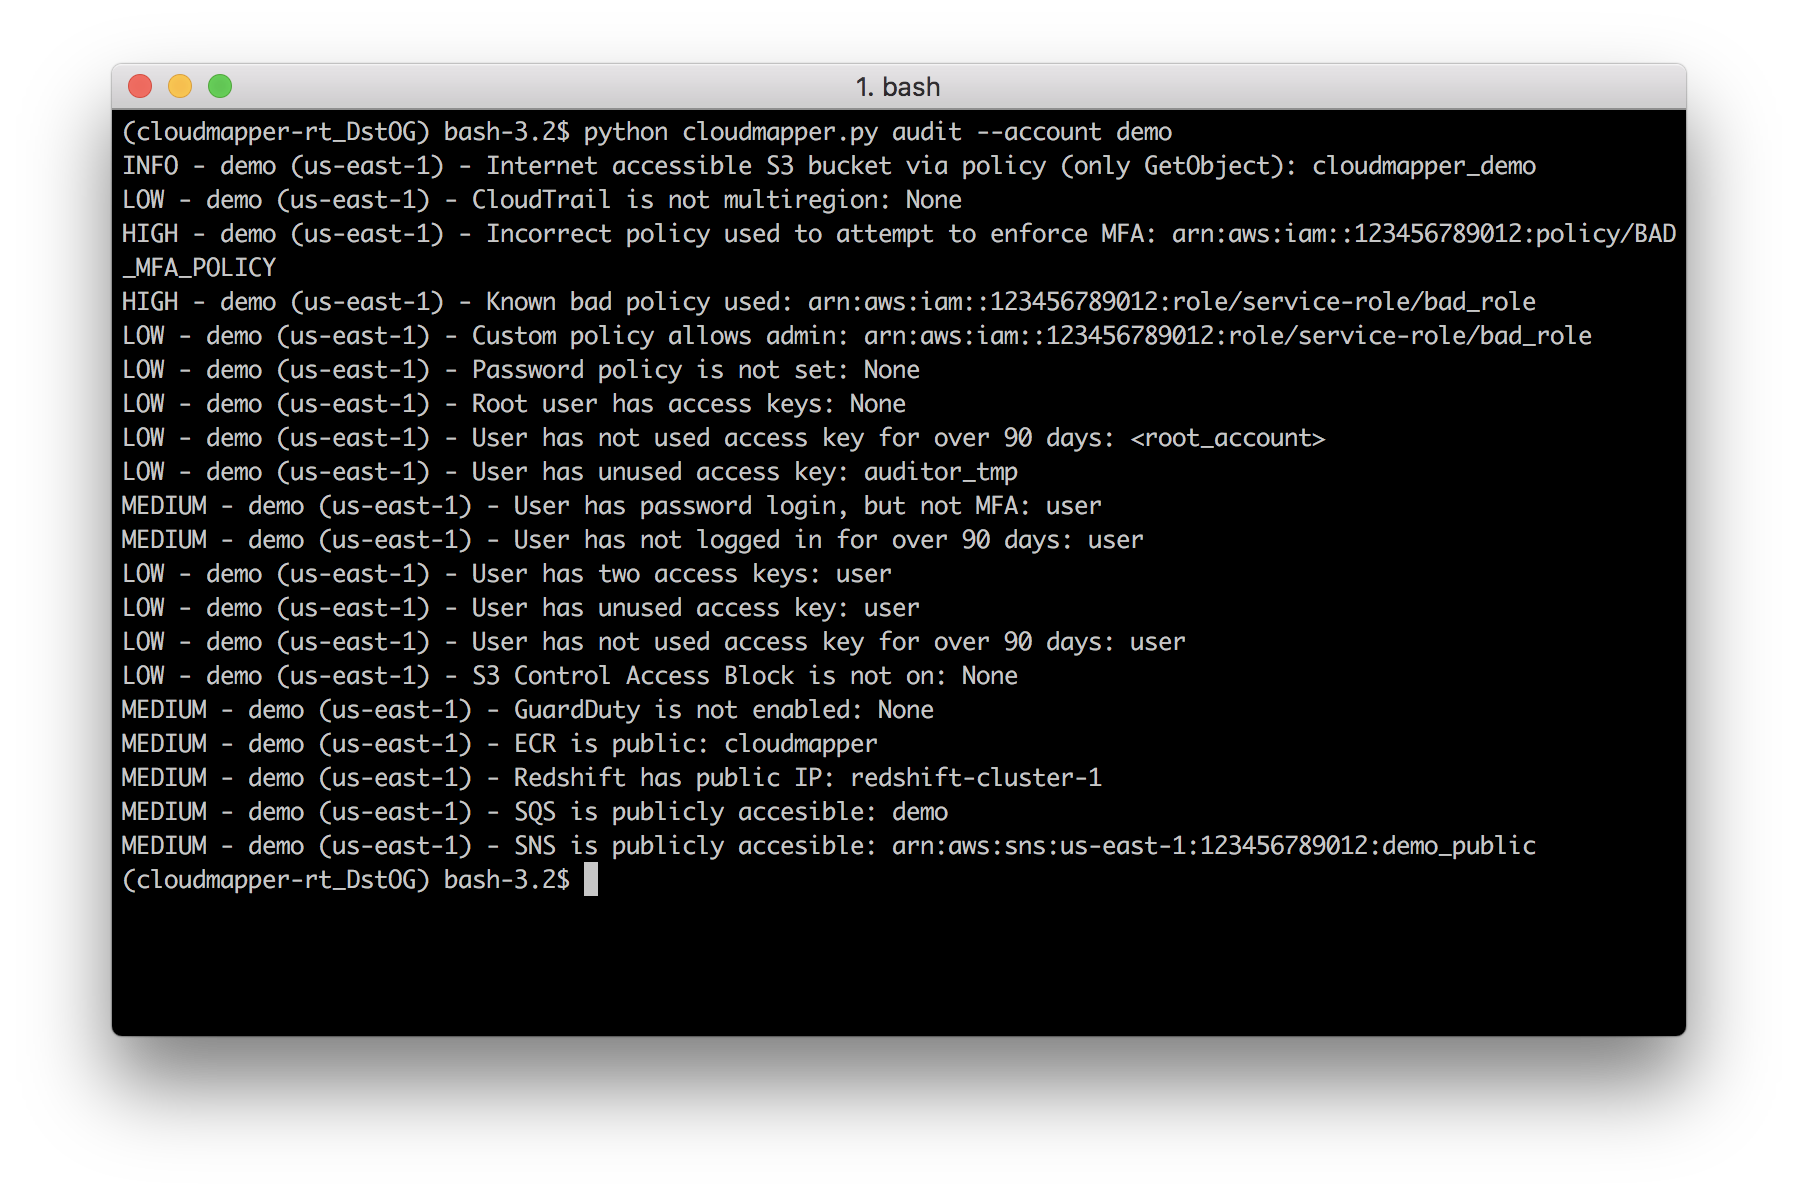 1. bash
(cloudmapper-rt_DstOG) bash-3.2$ python cloudmapper.py audit --account demo
INFO - demo (us-east-1) - Internet accessible S3 bucket via policy (only GetObject): cloudmapper_demo
LOW - demo (us-east-1) - CloudTrail is not multiregion: None
HIGH - demo (us-east-1) - Incorrect policy used to attempt to enforce MFA: arn:aws:iam::123456789012:policy/BAD
_MFA_POLICY
HIGH - demo (us-east-1) - Known bad policy used: arn:aws:iam::123456789012:role/service-role/bad_role
LOW - demo (us-east-1) - Custom policy allows admin: arn:aws:iam::123456789012:role/service-role/bad_role
LOW - demo (us-east-1) - Password policy is not set: None
LOW - demo (us-east-1) - Root user has access keys: None
LOW - demo (us-east-1) - User has not used access key for over 90 days: <root_account>
LOW - demo (us-east-1) - User has unused access key: auditor_tmp
MEDIUM - demo (us-east-1) - User has password login, but not MFA: user
MEDIUM - demo (us-east-1) - User has not logged in for over 90 days: user
LOW - demo (us-east-1) - User has two access keys: user
LOW - demo (us-east-1) - User has unused access key: user
LOW - demo (us-east-1) - User has not used access key for over 90 days: user
LOW - demo (us-east-1) - S3 Control Access Block is not on: None
MEDIUM - demo (us-east-1) - GuardDuty is not enabled: None
MEDIUM - demo (us-east-1) - ECR is public: cloudmapper
MEDIUM - demo (us-east-1) - Redshift has public IP: redshift-cluster-1
MEDIUM - demo (us-east-1) - SQS is publicly accesible: demo
MEDIUM - demo (us-east-1) - SNS is publicly accesible: arn:aws:sns:us-east-1:123456789012:demo_public
(cloudmapper-rt_DstOG) bash-3.2$